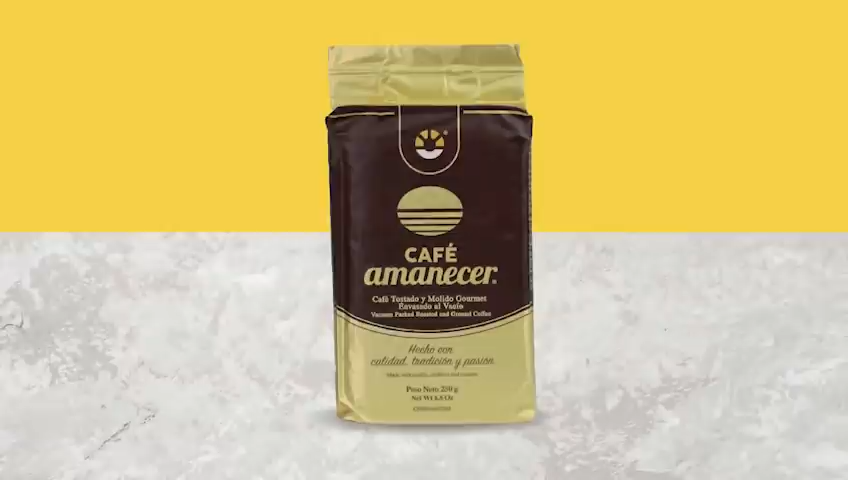 CAFÉ
amanecer®
Café Tostado y Molido Gourmet
Envasado al Vacío
Vacuum Packed Roasted and Ground Coffee
Hecho con
calidad, tradición y pasión.
Peso Neto 250 g
Net Wt 8.8 Oz